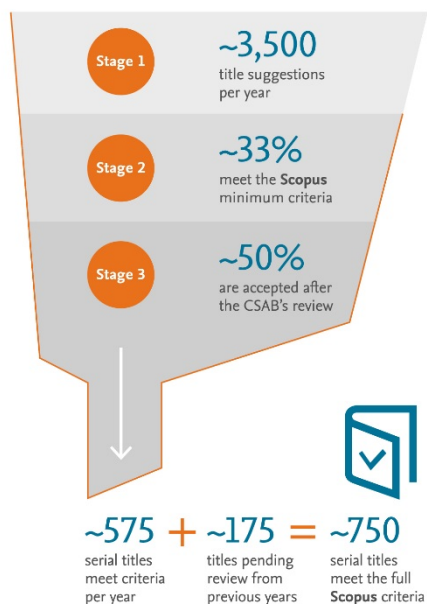 Stage 1
~3,500
title suggestions
per year
Stage 2
~33%
meet the Scopus
minimum criteria
Stage 3
~50%
are accepted after
the CSAB's review
~575 + ~175 = ~750
serial titles
meet criteria
per year
titles pending
review from
previous years
serial titles
meet the full
Scopus criteria